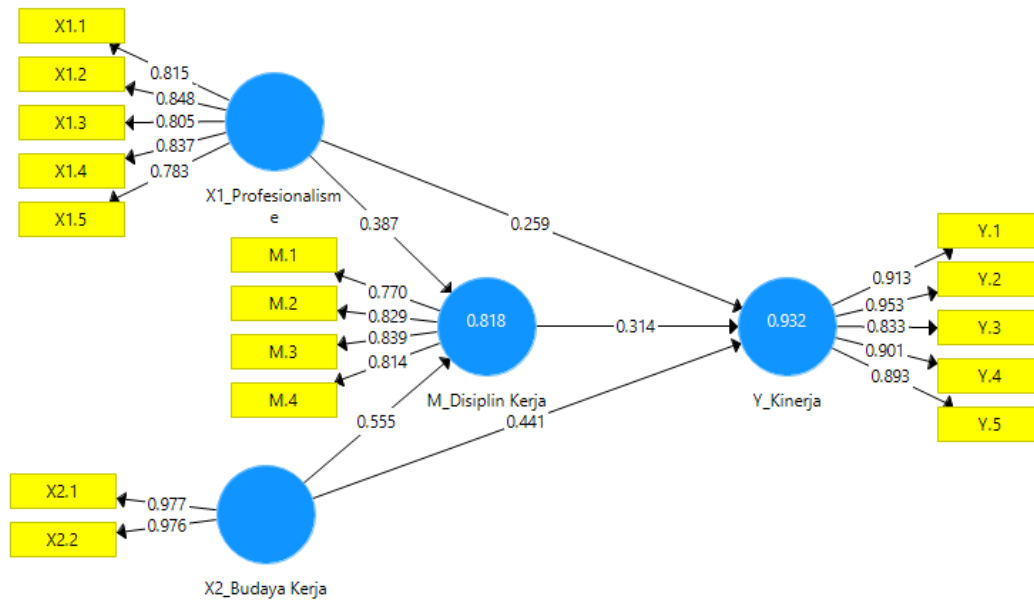 X1.1
X1.2
X1.3
X1.4
X1.5
0.815
0.848
0.805
0.837
0.783
X1_Profesionalism
e
0.387
0.259
M.1
M.2
M.3
M.4
0.770
0.829
0.839
0.814
0.818
M_Disiplin Kerja
0.314
0.555
0.441
0.932
Y_Kinerja
0.913
0.953
0.833
0.901
0.893
Y.1
Y.2
Y.3
Y.4
Y.5
X2.1
X2.2
0.977
0.976
X2_Budaya Kerja